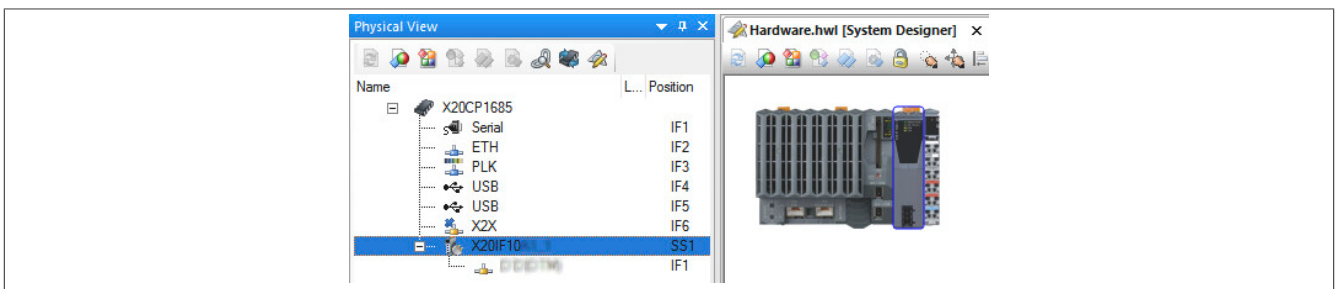 Physical View
Hardware.hwl [System Designer]
Name L... Position
X20CP1685
Serial IF1
ETH IF2
PLK IF3
USB IF4
USB IF5
X2X IF6
X20IF10 SS1
IF1